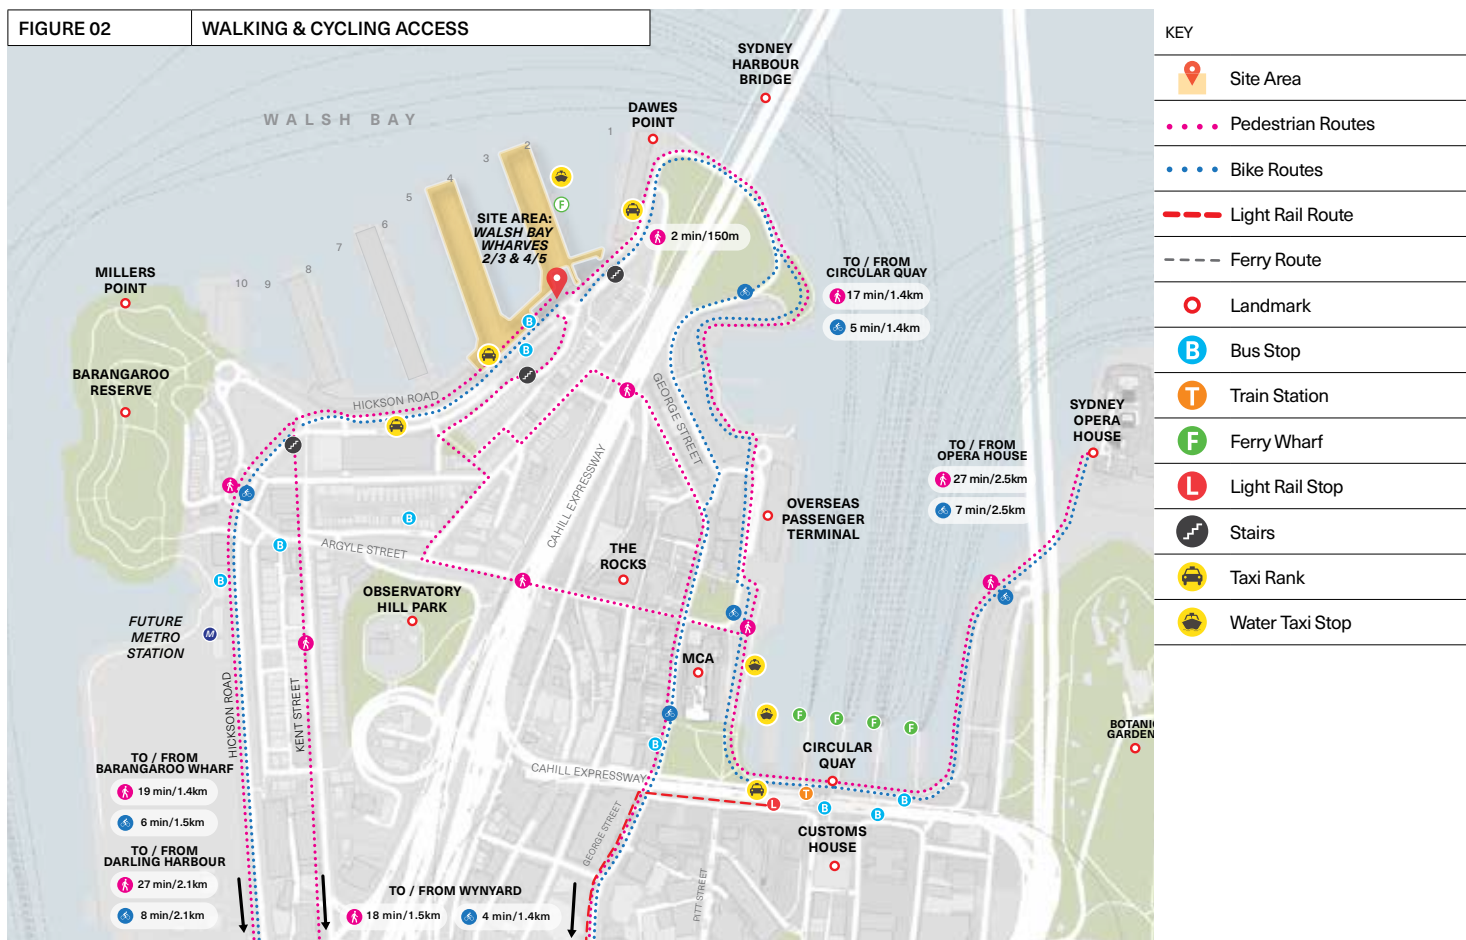 FIGURE 02
WALKING & CYCLING ACCESS
KEY
Site Area
Pedestrian Routes
Bike Routes
Light Rail Route
Ferry Route
Landmark
B
Bus Stop
T
Train Station
F
Ferry Wharf
L
Light Rail Stop
Stairs
Taxi Rank
Water Taxi Stop
SYDNEY
HARBOUR
BRIDGE
DAWES
POINT
WALSH BAY
1
2
3
4
5
6
7
8
9
10
F
SITE AREA:
WALSH BAY
WHARVES
2/3 & 4/5
2 min/150m
MILLERS
POINT
TO / FROM
CIRCULAR QUAY
17 min/1.4km
5 min/1.4km
B
B
BARANGAROO
RESERVE
HICKSON ROAD
GEORGE STREET
CAHILL EXPRESSWAY
SYDNEY
OPERA
HOUSE
TO / FROM
OPERA HOUSE
27 min/2.5km
7 min/2.5km
OVERSEAS
PASSENGER
TERMINAL
B
B
B
ARGYLE STREET
THE
ROCKS
OBSERVATORY
HILL PARK
FUTURE
METRO
STATION
M
MCA
HICKSON ROAD
KENT STREET
F
F
F
F
BOTANIC
GARDEN
B
CIRCULAR
QUAY
CAHILL EXPRESSWAY
T
L
B
B
B
GEORGE STREET
CUSTOMS
HOUSE
PITT STREET
TO / FROM
BARANGAROO WHARF
19 min/1.4km
6 min/1.5km
TO / FROM
DARLING HARBOUR
27 min/2.1km
8 min/2.1km
TO / FROM WYNYARD
18 min/1.5km
4 min/1.4km